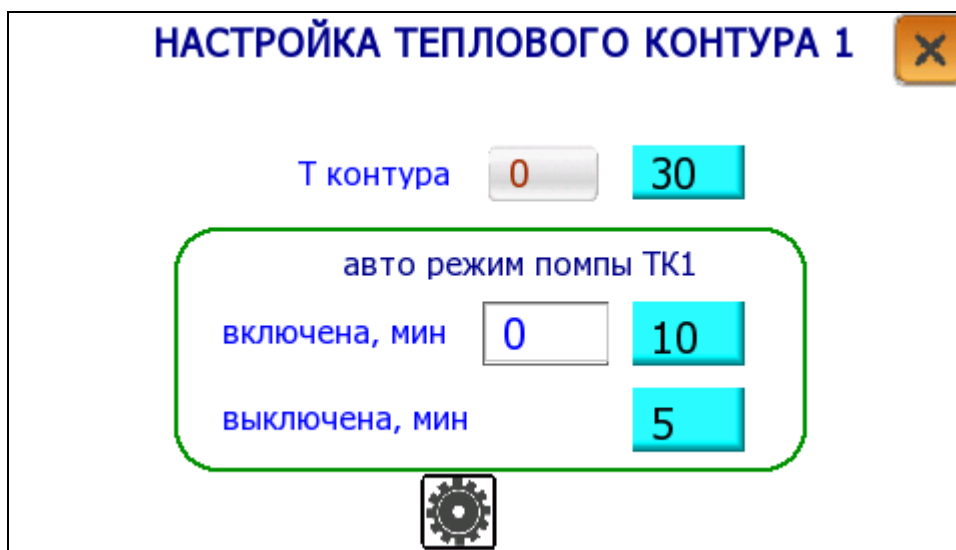 НАСТРОЙКА ТЕПЛОВОГО КОНТУРА 1
Т контура 0 30
авто режим помпы ТК1
включена, мин 0 10
выключена, мин 5